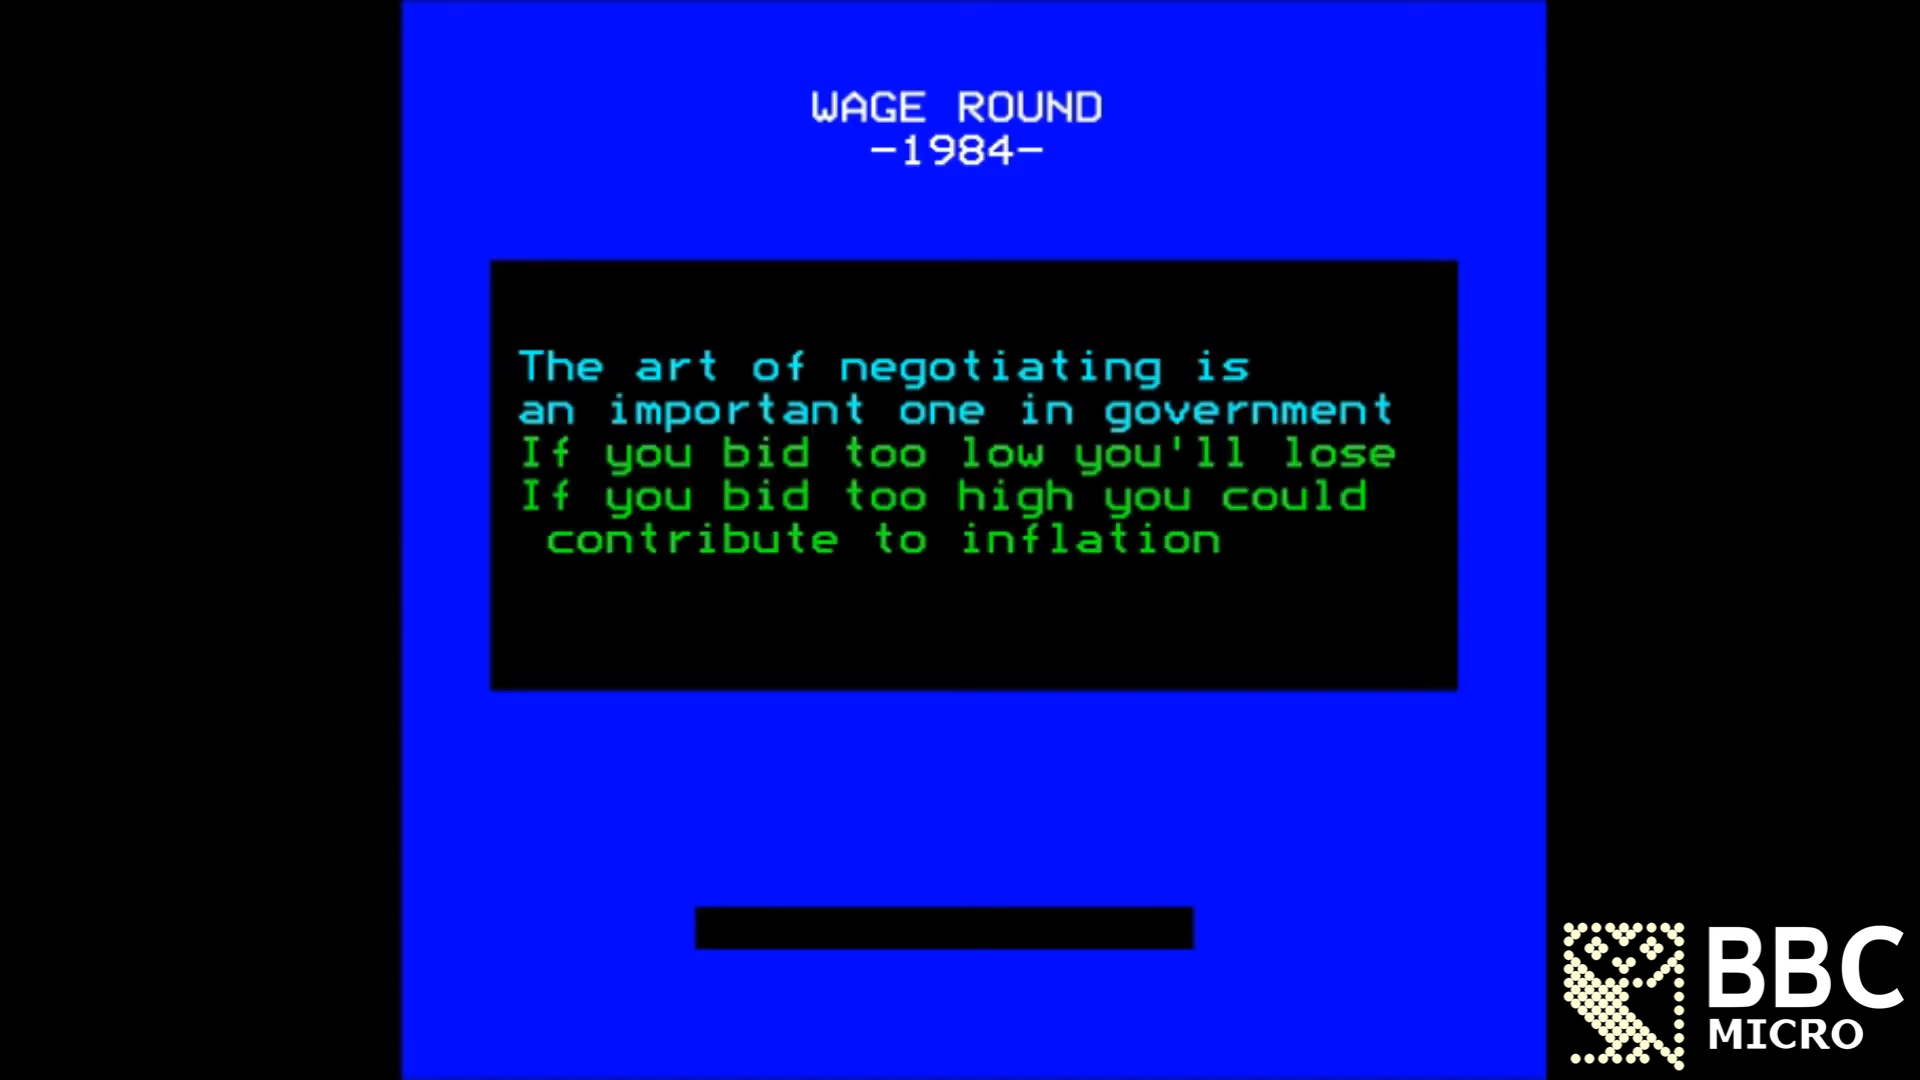 WAGE ROUND
-1984-
The art of negotiating is
an important one in government
If you bid too low you'll lose
If you bid too high you could
contribute to inflation
BBC
MICRO